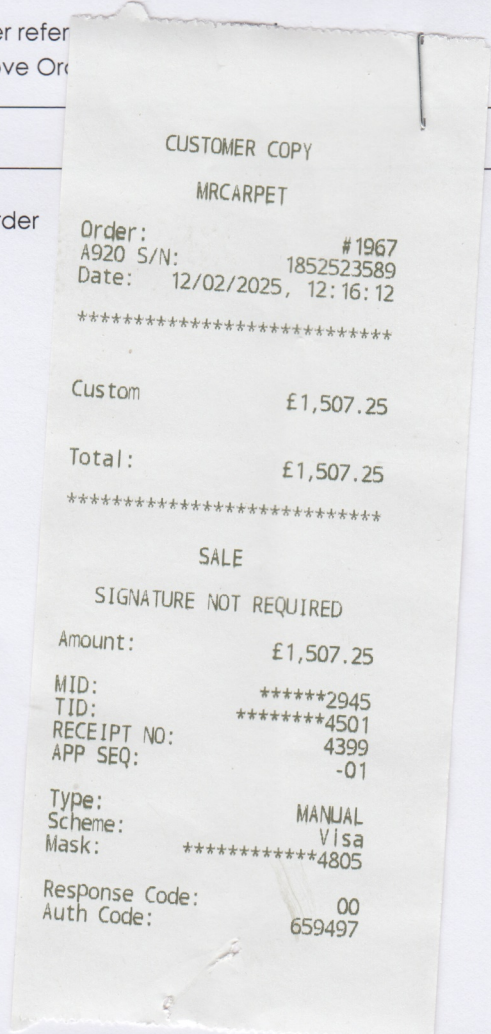 er refer
ove Ord
rder
CUSTOMER COPY
MRCARPET
Order: #1967
A920 S/N: 1852523589
Date: 12/02/2025, 12:16:12
****************************
Custom £1,507.25
Total: £1,507.25
****************************
SALE
SIGNATURE NOT REQUIRED
Amount: £1,507.25
MID: ******2945
TID: ********4501
RECEIPT NO: 4399
APP SEQ: -01
Type: MANUAL
Scheme: Visa
Mask: ************4805
Response Code: 00
Auth Code: 659497